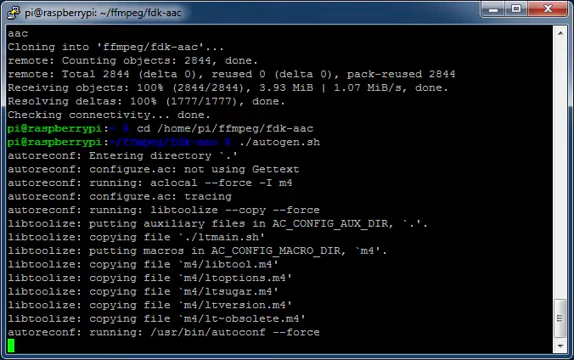 pi@raspberrypi: ~/ffmpeg/fdk-aac
aac
Cloning into 'ffmpeg/fdk-aac'...
remote: Counting objects: 2844, done.
remote: Total 2844 (delta 0), reused 0 (delta 0), pack-reused 2844
Receiving objects: 100% (2844/2844), 3.93 MiB | 1.07 MiB/s, done.
Resolving deltas: 100% (1777/1777), done.
Checking connectivity... done.
pi@raspberrypi:~ $ cd /home/pi/ffmpeg/fdk-aac
pi@raspberrypi:~/ffmpeg/fdk-aac $ ./autogen.sh
autoreconf: Entering directory `.'
autoreconf: configure.ac: not using Gettext
autoreconf: running: aclocal --force -I m4
autoreconf: configure.ac: tracing
autoreconf: running: libtoolize --copy --force
libtoolize: putting auxiliary files in AC_CONFIG_AUX_DIR, `.'.
libtoolize: copying file `./ltmain.sh'
libtoolize: putting macros in AC_CONFIG_MACRO_DIR, `m4'.
libtoolize: copying file `m4/libtool.m4'
libtoolize: copying file `m4/ltoptions.m4'
libtoolize: copying file `m4/ltsugar.m4'
libtoolize: copying file `m4/ltversion.m4'
libtoolize: copying file `m4/lt~obsolete.m4'
autoreconf: running: /usr/bin/autoconf --force